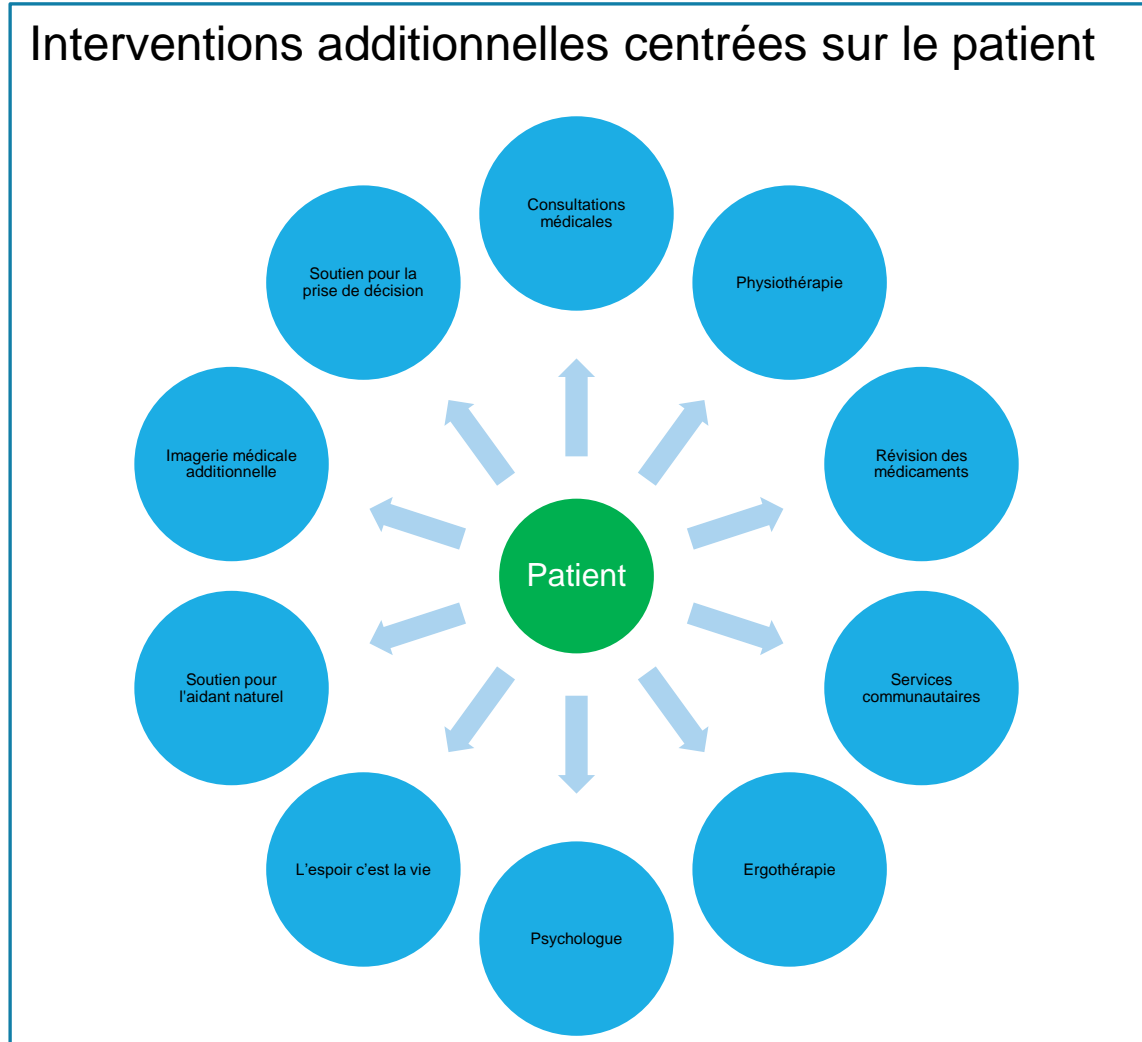 Interventions additionnelles centrées sur le patient
Consultations
médicales
Physiothérapie
Révision des
médicaments
Services
communautaires
Ergothérapie
Psychologue
L'espoir c’est la vie
Soutien pour
l'aidant naturel
Imagerie médicale
additionnelle
Soutien pour la
prise de décision
Patient